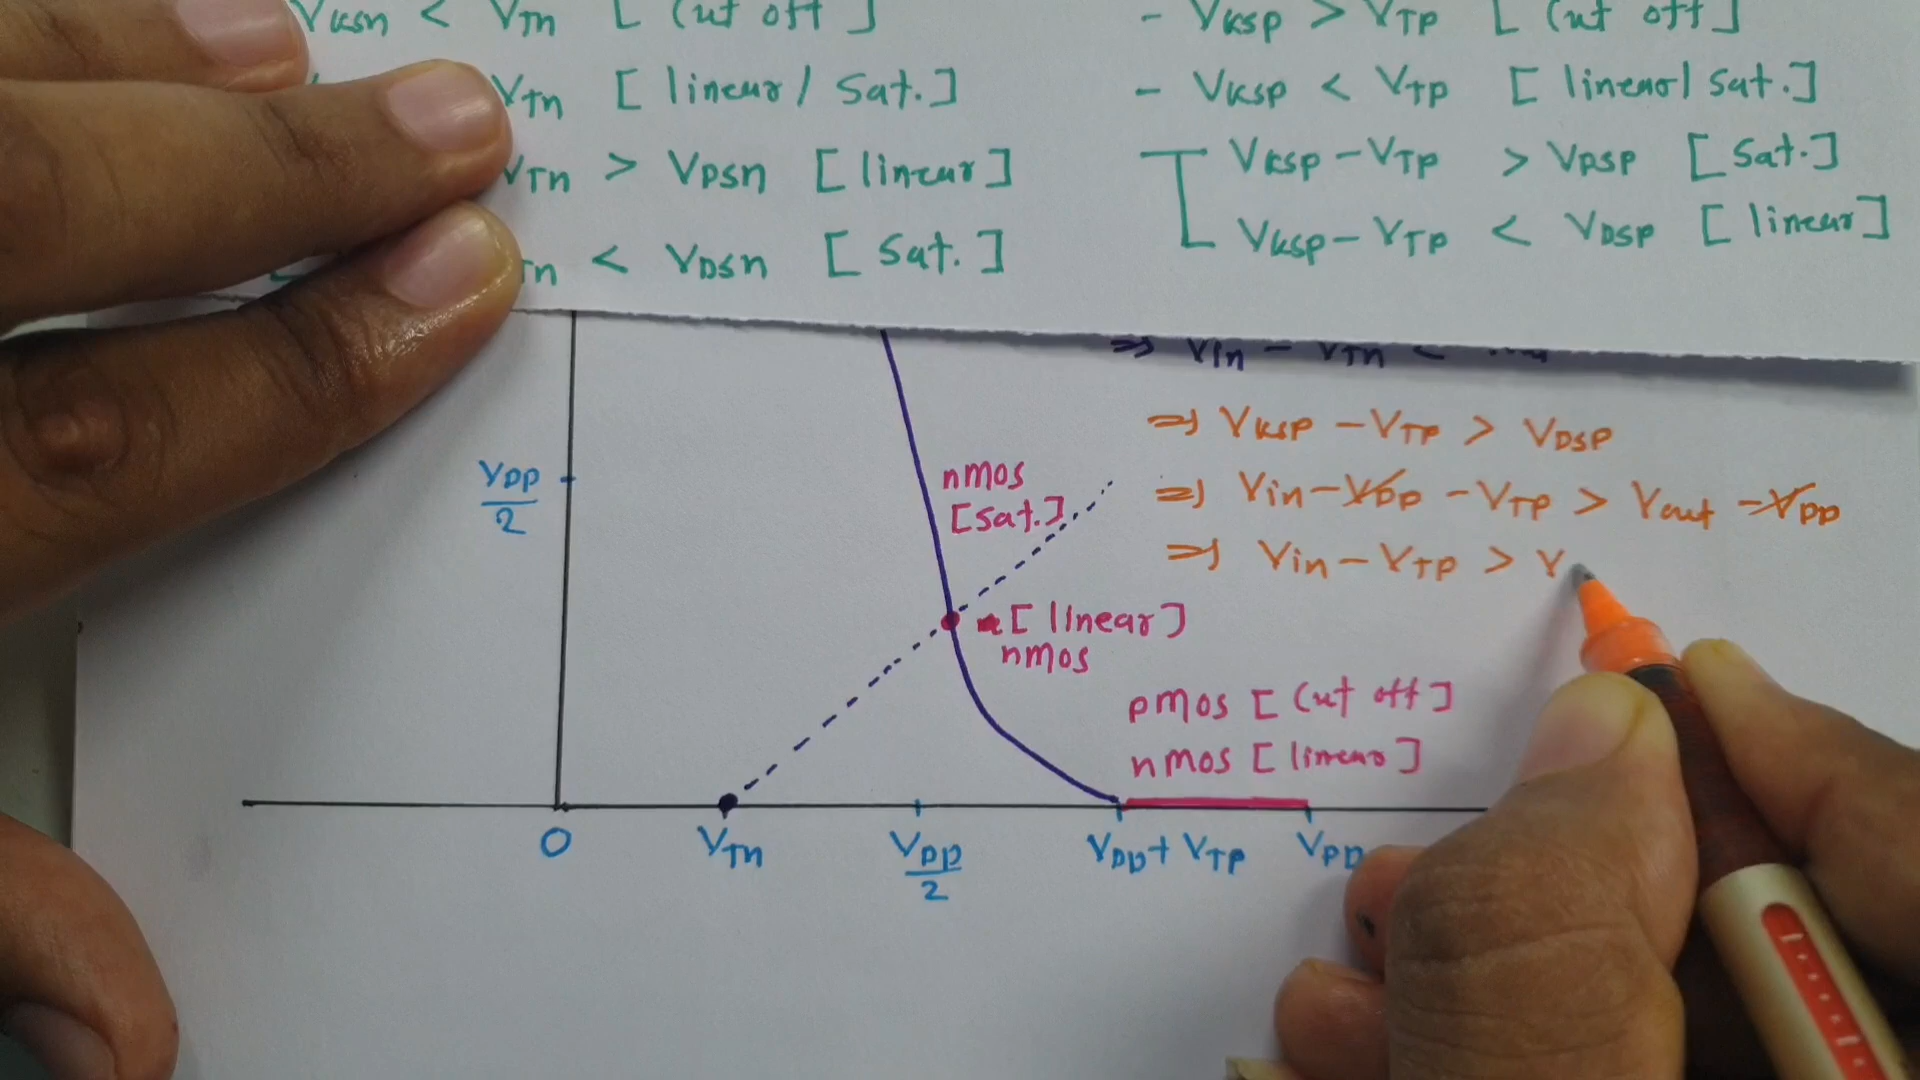 VGSn < VTn [ Cut off ]
VTn [ linear / Sat. ]
VTn > VDSn [ linear ]
Tn < VDSn [ Sat. ]
- VGSP > VTP [ Cut off ]
- VGSP < VTP [ linear / Sat. ]
VGSP - VTP > VDSP [ Sat. ]
VGSP - VTP < VDSP [ linear ]
⇒ Vin - VTn <
⇒ VGSP - VTP > VDSP
⇒ Vin - VDD - VTP > Vout - VDD
⇒ Vin - VTP > V
VDD
2
nmos
[ Sat. ]
[ linear ]
nmos
pmos [ Cut off ]
nmos [ linear ]
0 VTn VDD/2 VDD + VTP VDD